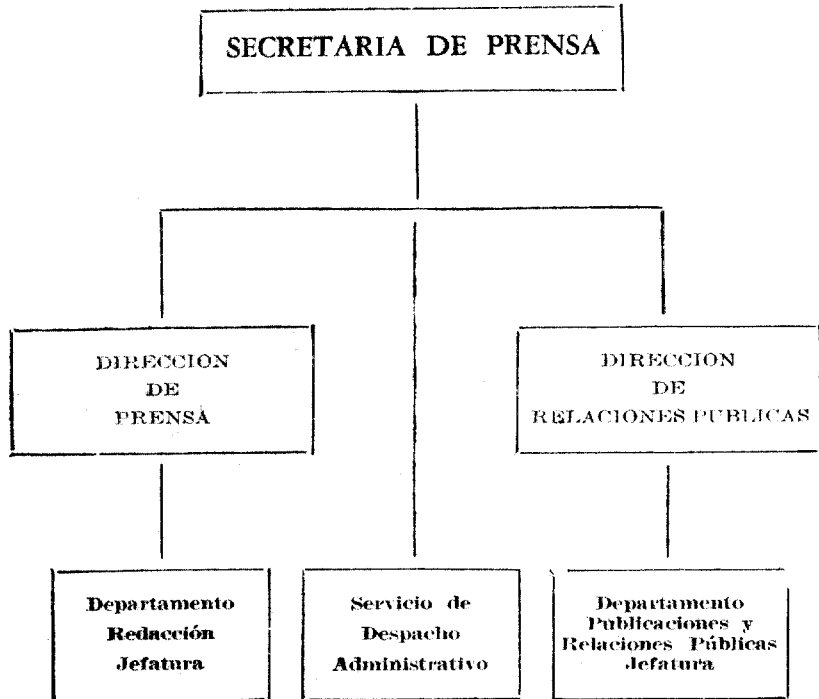 SECRETARIA DE PRENSA
DIRECCION
DE
PRENSA
DIRECCION
DE
RELACIONES PUBLICAS
Departamento
Redacción
Jefatura
Servicio de
Despacho
Administrativo
Departamento
Publicaciones y
Relaciones Públicas
Jefatura